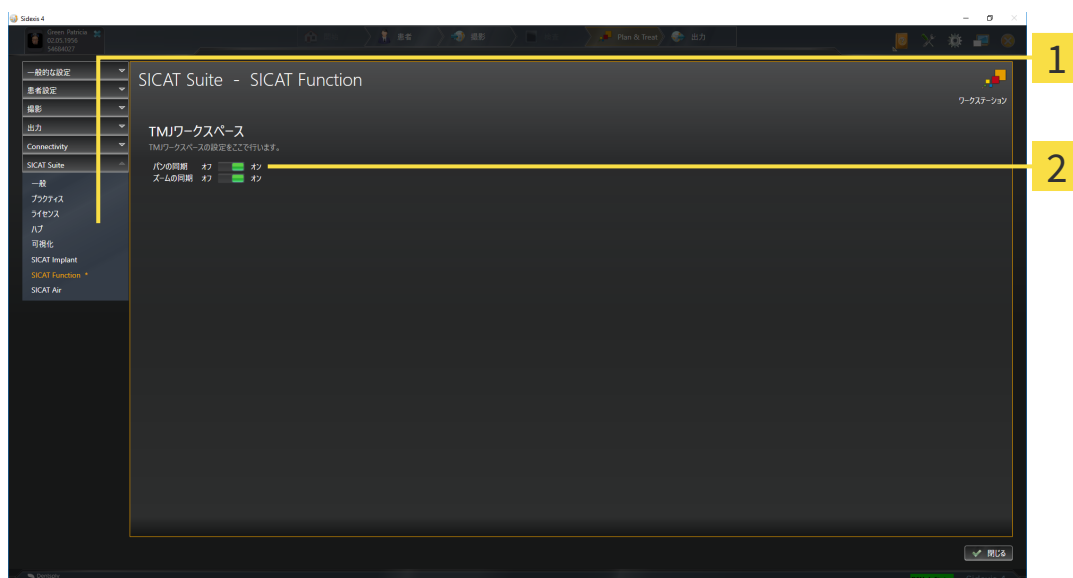 Sidexis 4
Green Patricia
02.05.1956
54684027
患者
撮影
Plan & Treat
出力
1
一般的な設定
患者設定
撮影
出力
Connectivity
SICAT Suite
一般
プラクティス
ライセンス
ハブ
可視化
SICAT Implant
SICAT Function *
SICAT Air
SICAT Suite - SICAT Function
ワークステーション
TMJワークスペース
TMJワークスペースの設定をここで行います。
パンの同期 オフ オン
ズームの同期 オフ オン
2
閉じる